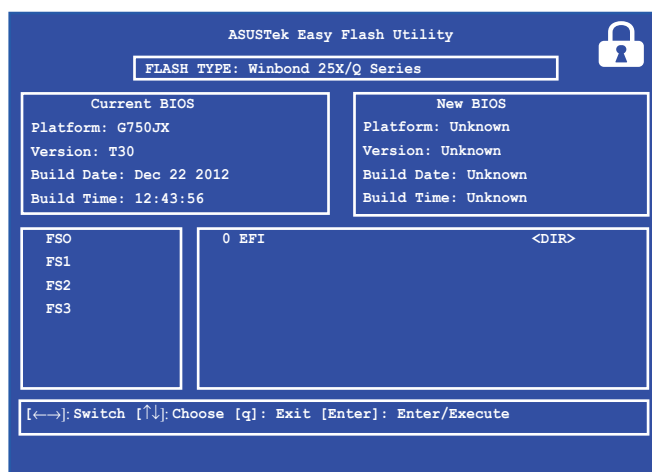 ASUSTek Easy Flash Utility
FLASH TYPE: Winbond 25X/Q Series
Current BIOS
Platform: G750JX
Version: T30
Build Date: Dec 22 2012
Build Time: 12:43:56
New BIOS
Platform: Unknown
Version: Unknown
Build Date: Unknown
Build Time: Unknown
FSO
FS1
FS2
FS3
0 EFI <DIR>
[←→]: Switch [↑↓]: Choose [q]: Exit [Enter]: Enter/Execute